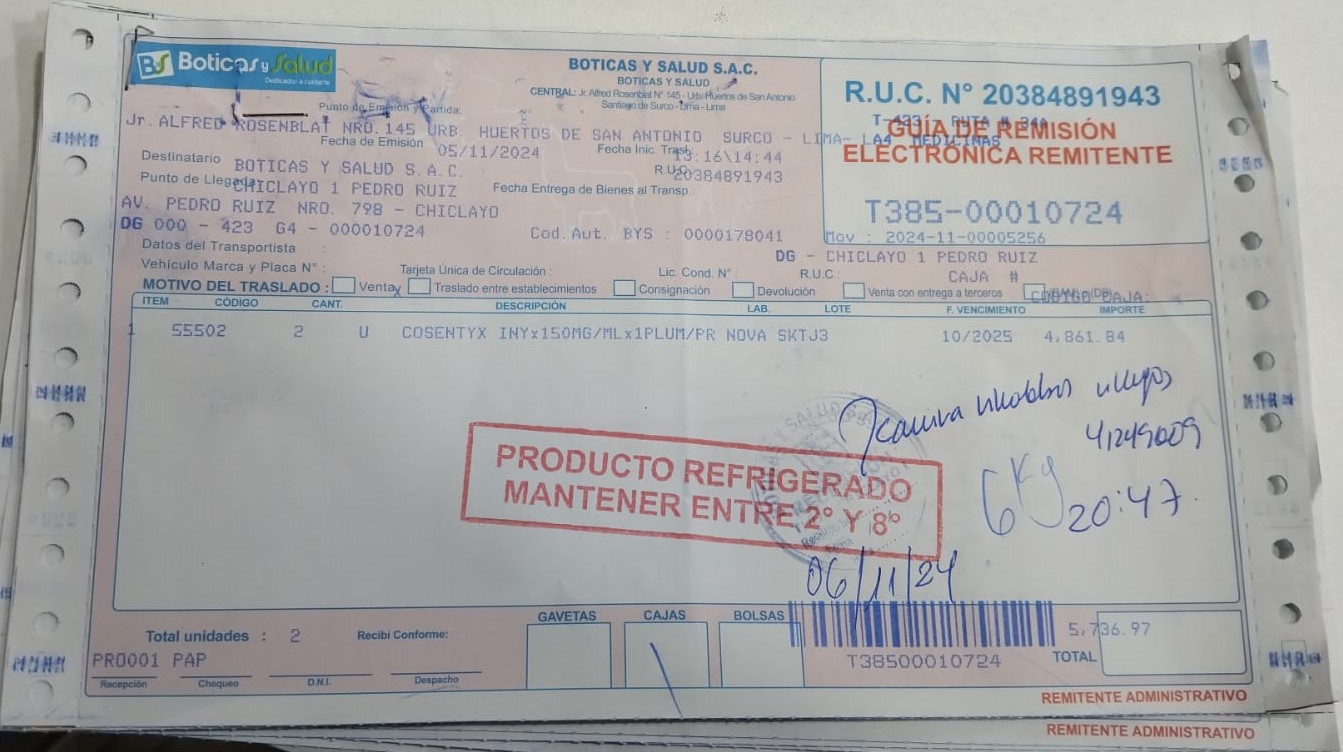 BS Boticas y Salud
Dedicados a cuidarte
BOTICAS Y SALUD S.A.C.
BOTICAS Y SALUD
CENTRAL: Jr. Alfred Rosenblat N° 145 - Urb. Huertos de San Antonio
Santiago de Surco - Lima - Lima
R.U.C. N° 20384891943
GUÍA DE REMISIÓN
ELECTRÓNICA REMITENTE
T385-00010724
Mov : 2024-11-00005256
Punto de Emisión y Partida:
Jr. ALFRED ROSENBLAT NRO. 145 URB. HUERTOS DE SAN ANTONIO SURCO - LIMA- LA4 MEDICINAS
Fecha de Emisión 05/11/2024 Fecha Inic. Trasl 13:16\14:44
Destinatario BOTICAS Y SALUD S.A.C. R.U.C 20384891943
Punto de Llegada: CHICLAYO 1 PEDRO RUIZ Fecha Entrega de Bienes al Transp.:
AV. PEDRO RUIZ NRO. 798 - CHICLAYO
DG 000 - 423 G4 - 000010724 Cod. Aut. BYS : 0000178041
Datos del Transportista : DG - CHICLAYO 1 PEDRO RUIZ
Vehículo Marca y Placa N° : Tarjeta Única de Circulación : Lic. Cond. N° : R.U.C.: CAJA #
MOTIVO DEL TRASLADO : Venta X Traslado entre establecimientos Consignación Devolución Venta con entrega a terceros CODIGO CAJA:
ITEM CÓDIGO CANT. DESCRIPCIÓN LAB. LOTE F. VENCIMIENTO IMPORTE
1 55502 2 U COSENTYX INYx150MG/MLx1PLUM/PR NOVA SKTJ3 10/2025 4,861.84
41249009
PRODUCTO REFRIGERADO
MANTENER ENTRE 2° Y 8°
6 Kg
20:47
06/11/24
Total unidades : 2 Recibí Conforme: GAVETAS CAJAS BOLSAS
5,736.97
TOTAL
T38500010724
PRO001 PAP
Recepción Chequeo D.N.I. Despacho
REMITENTE ADMINISTRATIVO
REMITENTE ADMINISTRATIVO